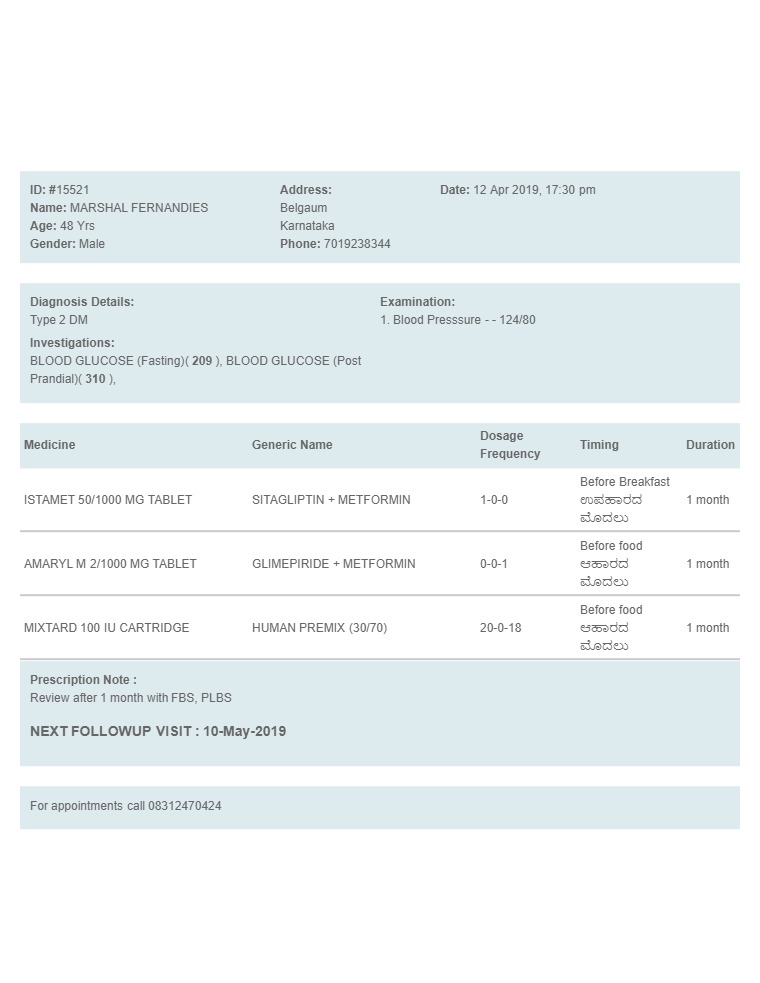 ID: #15521
Name: MARSHAL FERNANDIES
Age: 48 Yrs
Gender: Male
Address:
Belgaum
Karnataka
Phone: 7019238344
Date: 12 Apr 2019, 17:30 pm
Diagnosis Details:
Type 2 DM
Investigations:
BLOOD GLUCOSE (Fasting)( 209 ), BLOOD GLUCOSE (Post
Prandial)( 310 ),
Examination:
1. Blood Presssure - - 124/80
Medicine Generic Name Dosage Frequency Timing Duration
ISTAMET 50/1000 MG TABLET SITAGLIPTIN + METFORMIN 1-0-0 Before Breakfast ಉಪಹಾರದ ಮೊದಲು 1 month
AMARYL M 2/1000 MG TABLET GLIMEPIRIDE + METFORMIN 0-0-1 Before food ಆಹಾರದ ಮೊದಲು 1 month
MIXTARD 100 IU CARTRIDGE HUMAN PREMIX (30/70) 20-0-18 Before food ಆಹಾರದ ಮೊದಲು 1 month
Prescription Note :
Review after 1 month with FBS, PLBS
NEXT FOLLOWUP VISIT : 10-May-2019
For appointments call 08312470424